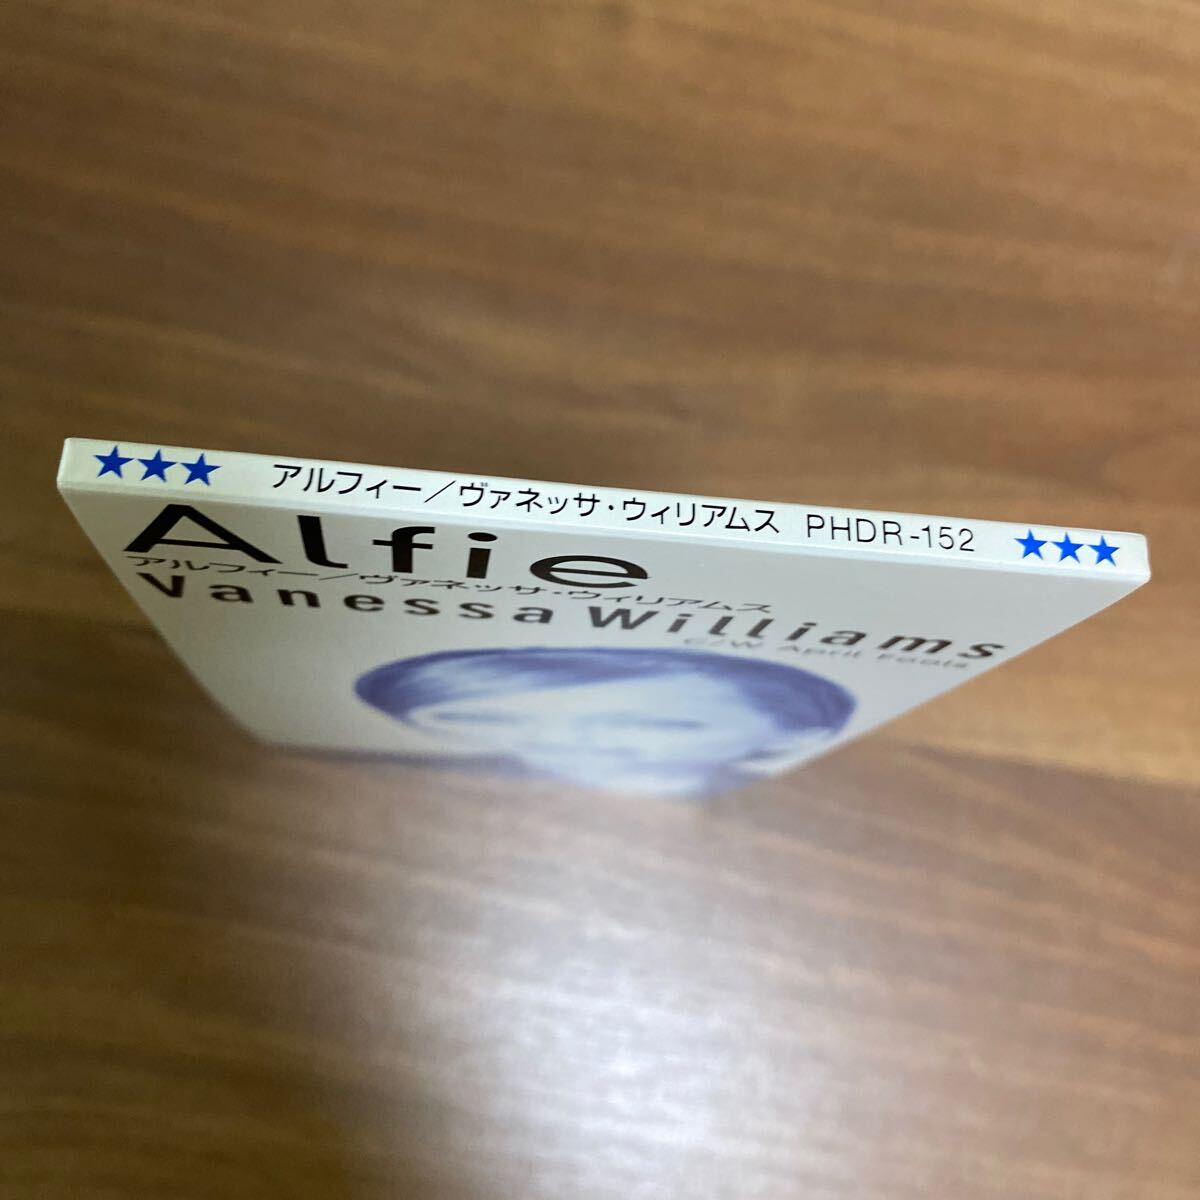 ★★★ アルフィー/ヴァネッサ・ウィリアムス PHDR-152 ★★★
Alfie
アルフィー/ヴァネッサ・ウィリアムス
Vanessa Williams
C/W April Fools